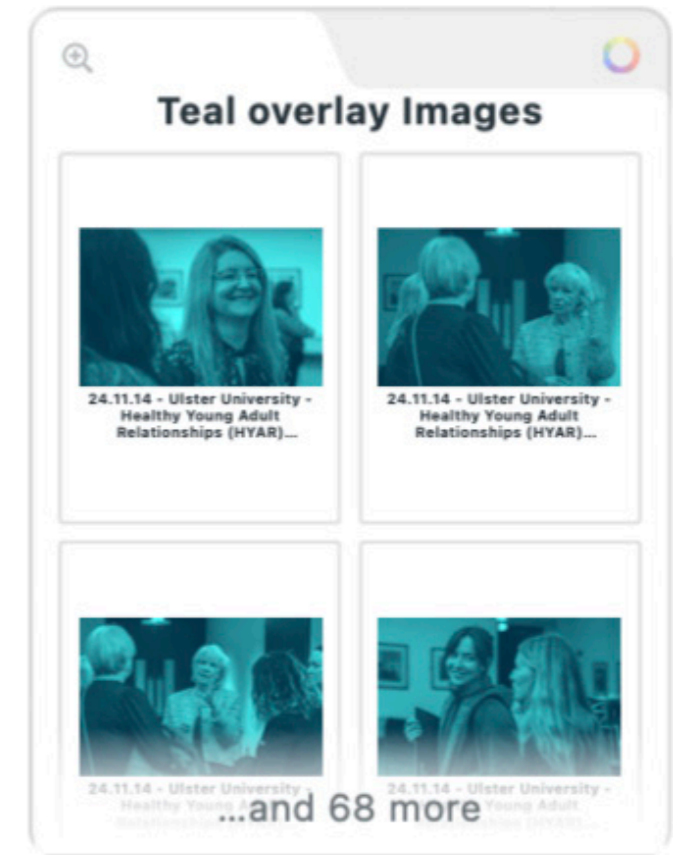 Teal overlay Images
24.11.14 - Ulster University -
Healthy Young Adult
Relationships (HYAR)...
24.11.14 - Ulster University -
Healthy Young Adult
Relationships (HYAR)...
24.11.14 - Ulster University -
Healthy Young Adult
24.11.14 - Ulster University -
Young Adult
...and 68 more